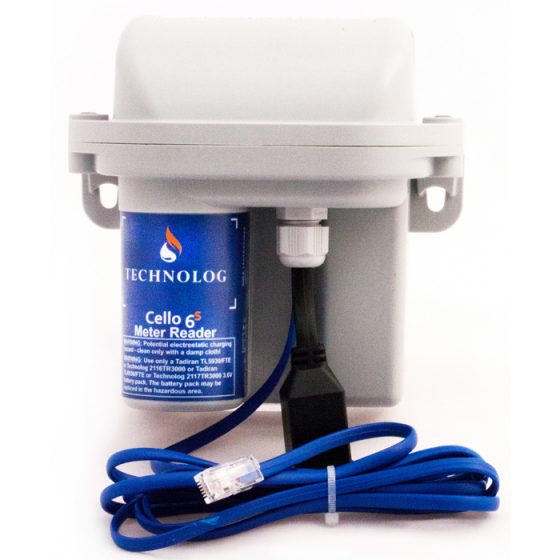 TECHNOLOG
Cello 6s
Meter Reader
WARNING: Potential electrostatic charging
hazard - clean only with a damp cloth!
WARNING: Use only a Tadiran TL5930/FTE
or Technolog 2116TR3000 or Tadiran
/FTE or Technolog 2117TR3000 3.6V
battery pack. The battery pack may be
replaced in the hazardous area.